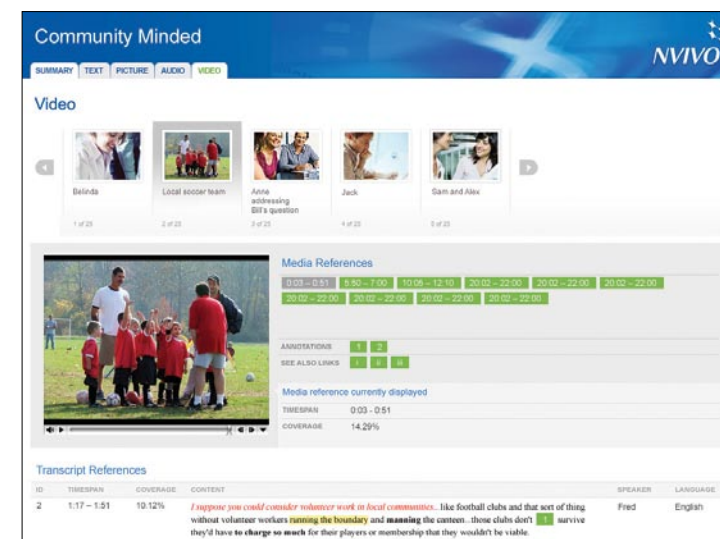 Community Minded
NVIVO
SUMMARY TEXT PICTURE AUDIO VIDEO
Video
Belinda
1 of 23
Local soccer team
2 of 23
Anne
addressing
Bill's question
3 of 23
Jack
4 of 23
Sam and Alex
5 of 23
Media References
0:03 – 0:51 5:50 – 7:00 10:05 – 12:10 20:02 – 22:00 20:02 – 22:00 20:02 – 22:00
20:02 – 22:00 20:02 – 22:00 20:02 – 22:00 20:02 – 22:00
ANNOTATIONS 1 2
SEE ALSO LINKS i ii iii
Media reference currently displayed
TIMESPAN 0:03 - 0:51
COVERAGE 14.29%
Transcript References
ID TIMESPAN COVERAGE CONTENT SPEAKER LANGUAGE
2 1:17 – 1:51 10.12% I suppose you could consider volunteer work in local communities... like football clubs and that sort of thing Fred English
without volunteer workers running the boundary and manning the canteen...those clubs don't 1 survive
they'd have to charge so much for their players or membership that they wouldn't be viable.